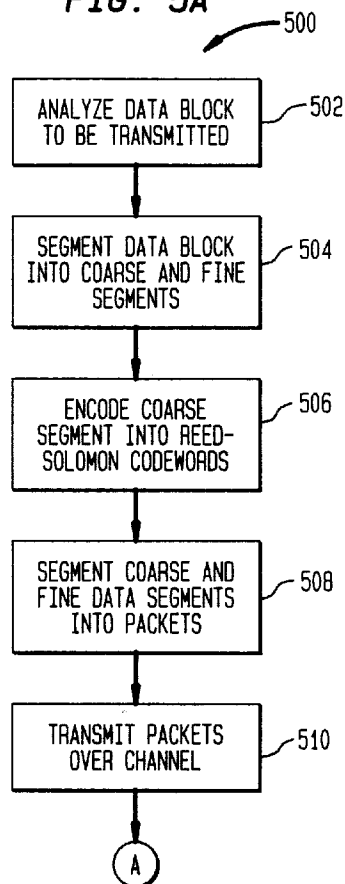 FIG. 5A
500
ANALYZE DATA BLOCK
TO BE TRANSMITTED
502
SEGMENT DATA BLOCK
INTO COARSE AND FINE
SEGMENTS
504
ENCODE COARSE
SEGMENT INTO REED-
SOLOMON CODEWORDS
506
SEGMENT COARSE AND
FINE DATA SEGMENTS
INTO PACKETS
508
TRANSMIT PACKETS
OVER CHANNEL
510
A